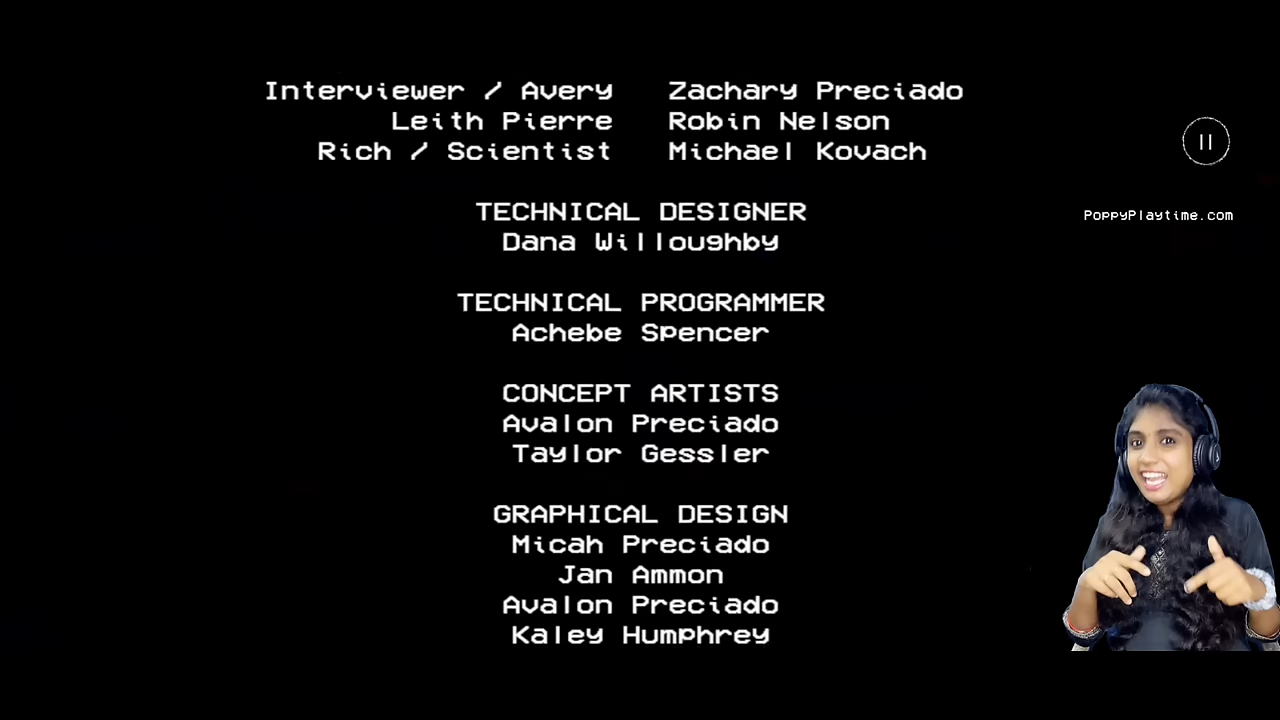 Interviewer / Avery Zachary Preciado
Leith Pierre Robin Nelson
Rich / Scientist Michael Kovach
PoppyPlaytime.com
TECHNICAL DESIGNER
Dana Willoughby
TECHNICAL PROGRAMMER
Achebe Spencer
CONCEPT ARTISTS
Avalon Preciado
Taylor Gessler
GRAPHICAL DESIGN
Micah Preciado
Jan Ammon
Avalon Preciado
Kaley Humphrey